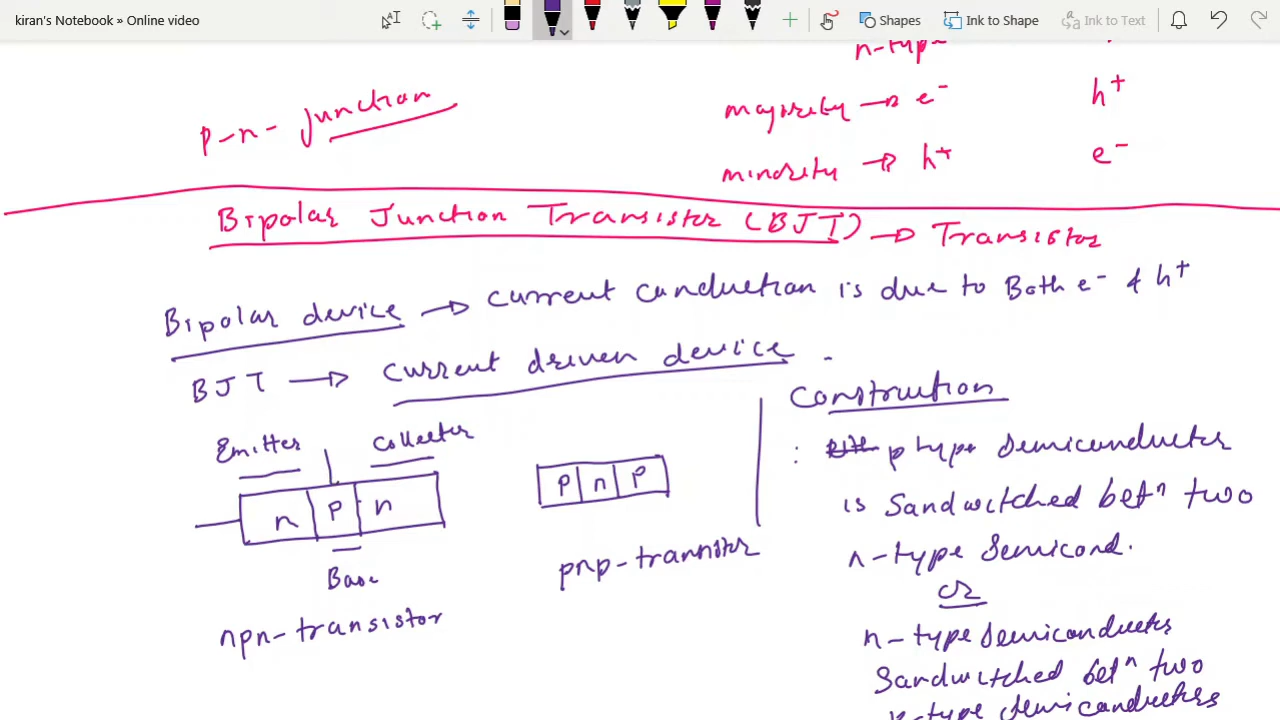 kiran's Notebook » Online video
Shapes
Ink to Shape
Ink to Text
n-type
p-n- junction
majority → e⁻ h⁺
minority → h⁺ e⁻
Bipolar Junction Transistor (BJT) → Transistor
Bipolar device → current conduction is due to Both e⁻ & h⁺
BJT → current driven device .
Emitter
Collector
n p n
Base
npn-transistor
p n p
pnp-transistor
Construction
: p type semiconductor
is Sandwitched betⁿ two
n-type Semicond.
or
n-type semiconductor
Sandwitched betⁿ two
p-type semiconductors